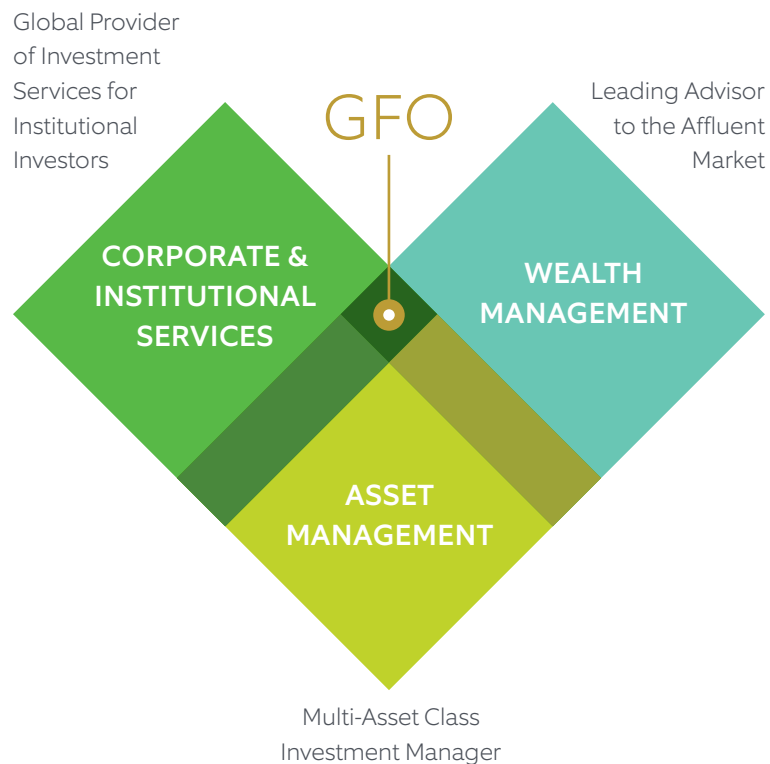 Global Provider
of Investment
Services for
Institutional
Investors
GFO
Leading Advisor
to the Affluent
Market
CORPORATE &
INSTITUTIONAL
SERVICES
WEALTH
MANAGEMENT
ASSET
MANAGEMENT
Multi-Asset Class
Investment Manager